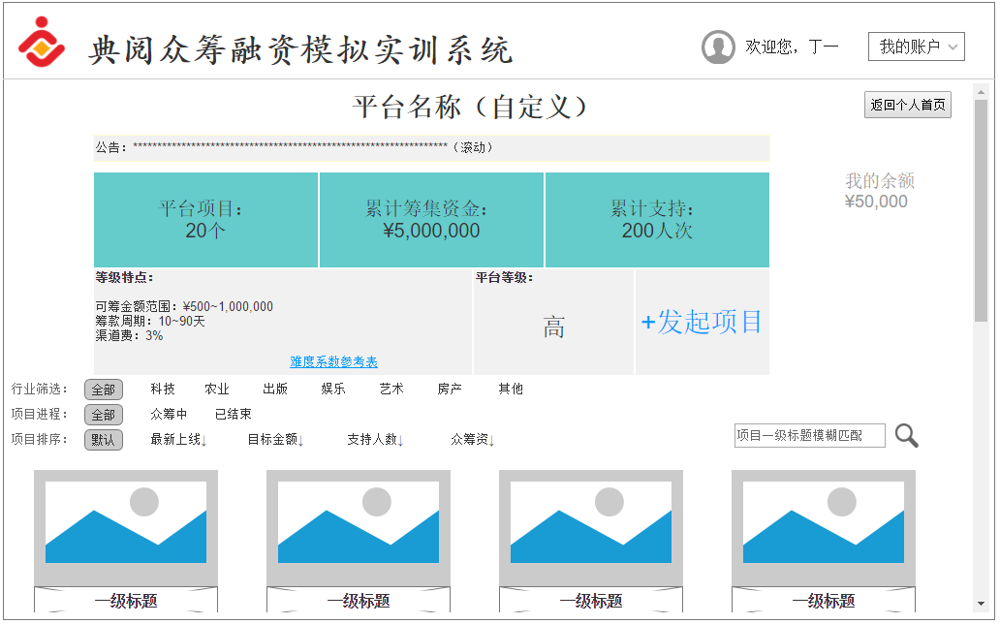 典阅众筹融资模拟实训系统
欢迎您，丁一
我的账户
平台名称（自定义）
返回个人首页
公告：*****************************************************************（滚动）
我的余额
¥50,000
平台项目：
20个
累计筹集资金：
¥5,000,000
累计支持：
200人次
等级特点：
可筹金额范围：¥500~1,000,000
筹款周期：10~90天
渠道费：3%
难度系数参考表
平台等级：
高
+发起项目
行业筛选： 全部 科技 农业 出版 娱乐 艺术 房产 其他
项目进程： 全部 众筹中 已结束
项目排序： 默认 最新上线↓ 目标金额↓ 支持人数↓ 众筹资↓
项目一级标题模糊匹配
一级标题 一级标题 一级标题 一级标题